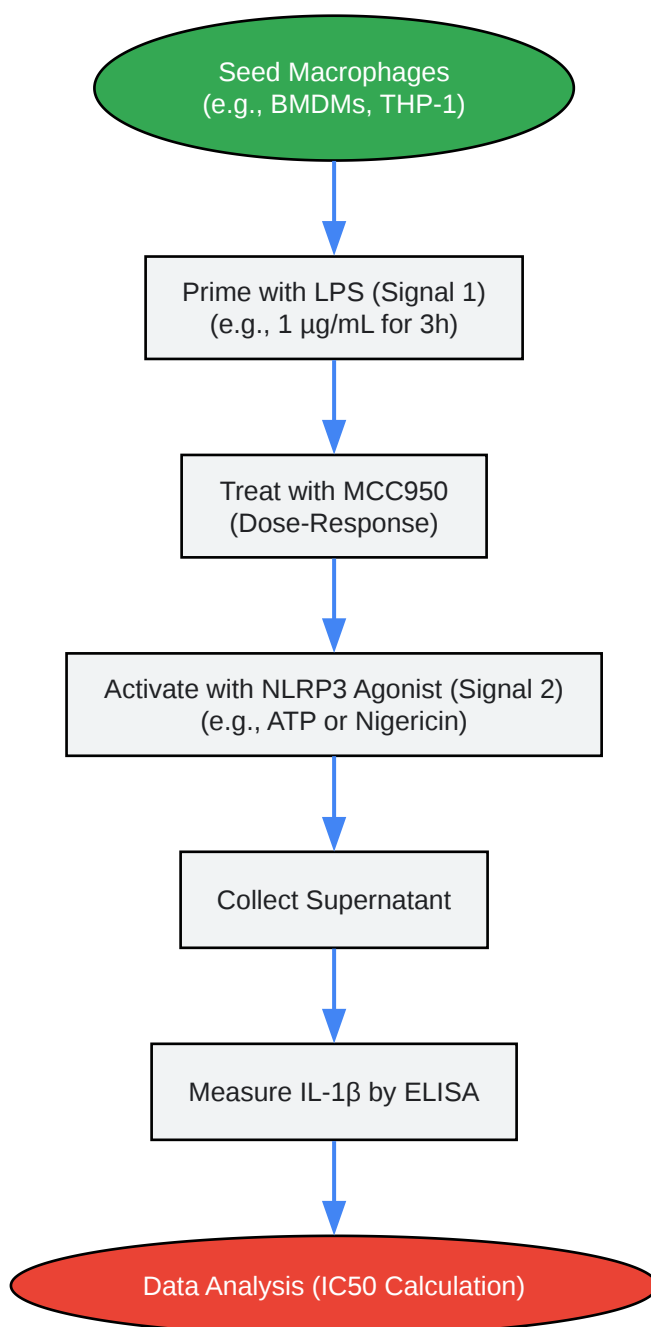 Seed Macrophages
(e.g., BMDMs, THP-1)
Prime with LPS (Signal 1)
(e.g., 1 µg/mL for 3h)
Treat with MCC950
(Dose-Response)
Activate with NLRP3 Agonist (Signal 2)
(e.g., ATP or Nigericin)
Collect Supernatant
Measure IL-1β by ELISA
Data Analysis (IC50 Calculation)